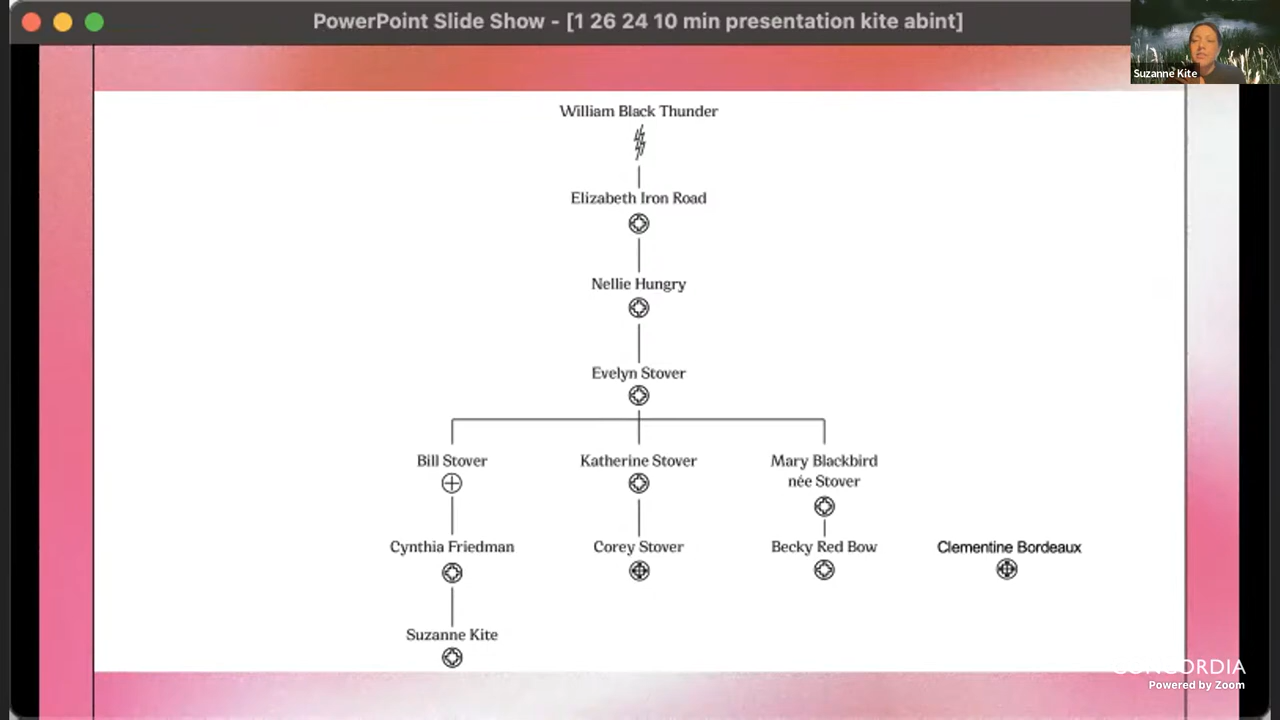 PowerPoint Slide Show - [1 26 24 10 min presentation kite abint]
Suzanne Kite
William Black Thunder
Elizabeth Iron Road
Nellie Hungry
Evelyn Stover
Bill Stover
Katherine Stover
Mary Blackbird
née Stover
Cynthia Friedman
Corey Stover
Becky Red Bow
Clementine Bordeaux
Suzanne Kite
CONCORDIA
Powered by Zoom